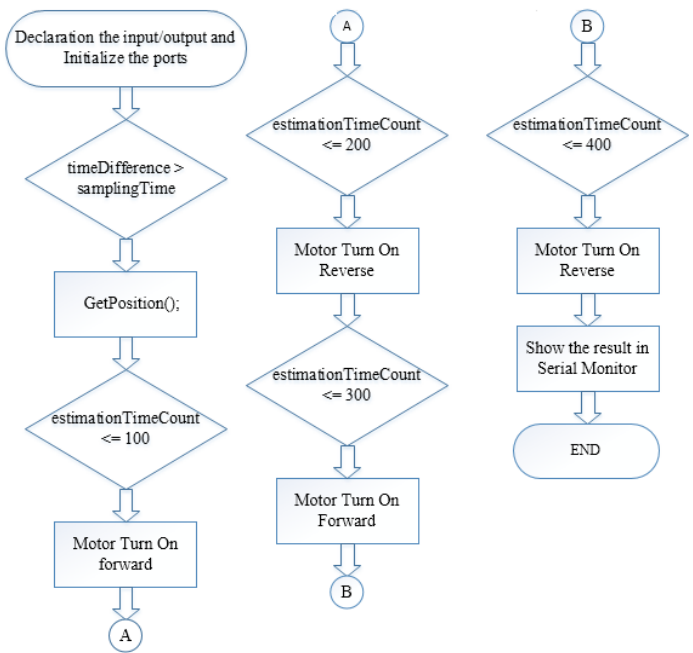 Declaration the input/output and
Initialize the ports
timeDifference >
samplingTime
GetPosition();
estimationTimeCount
<= 100
Motor Turn On
forward
A
A
estimationTimeCount
<= 200
Motor Turn On
Reverse
estimationTimeCount
<= 300
Motor Turn On
Forward
B
B
estimationTimeCount
<= 400
Motor Turn On
Reverse
Show the result in
Serial Monitor
END